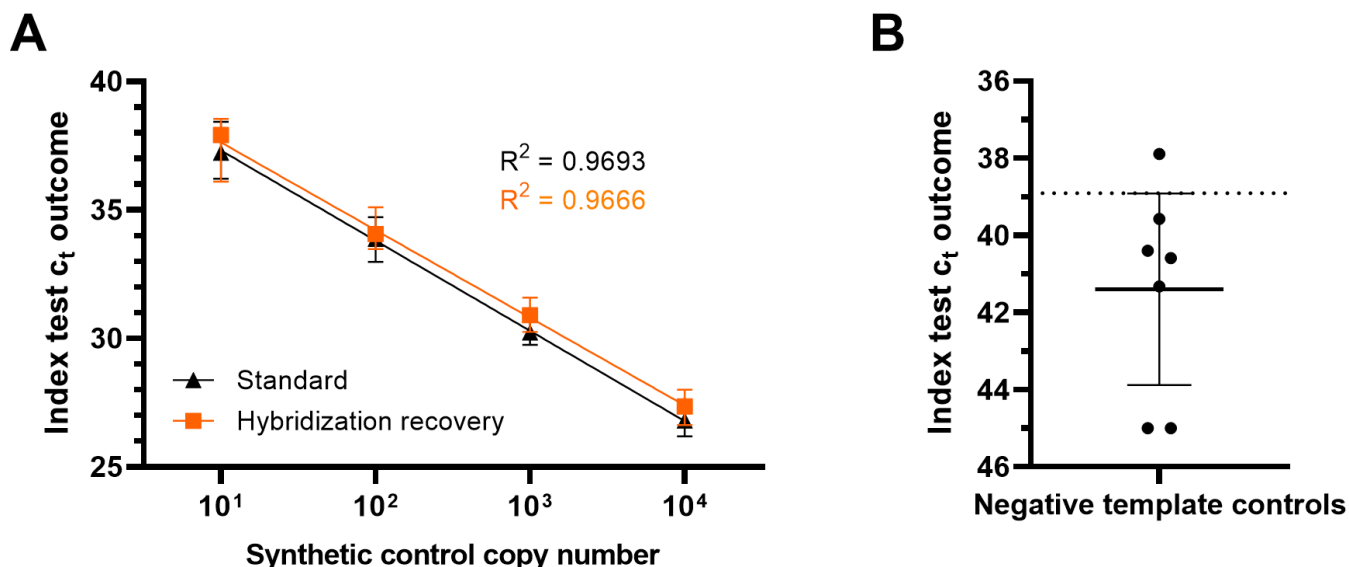 A
Index test cₜ outcome
40
35
30
25
R² = 0.9693
R² = 0.9666
Standard
Hybridization recovery
10¹
10²
10³
10⁴
Synthetic control copy number
B
Index test cₜ outcome
36
38
40
42
44
46
Negative template controls